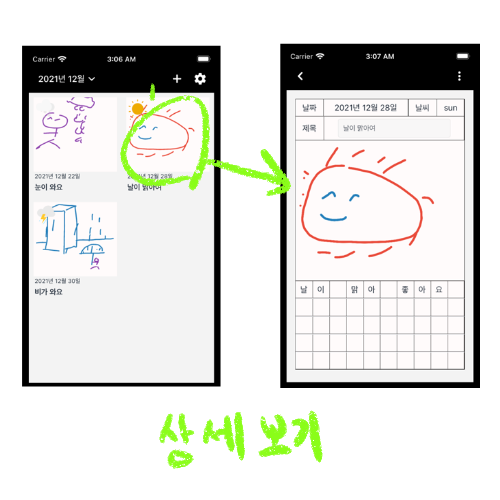 Carrier 3:06 AM
2021년 12월
2021년 12월 22일
눈이 와요
2021년 12월 28일
날이 맑아여
2021년 12월 30일
비가 와요
Carrier 3:07 AM
날짜 2021년 12월 28일 날씨 sun
제목 날이 맑아여
날이 맑아 좋아요
상세보기